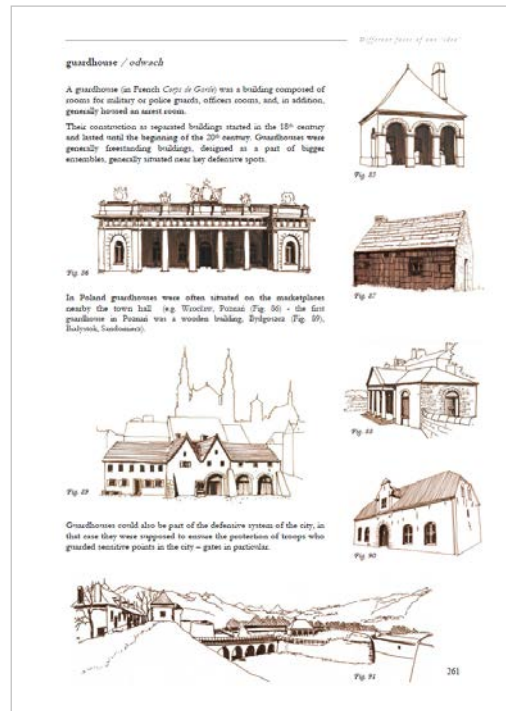 Different faces of one 'idea'
guardhouse / odwach
A guardhouse (in French Corps de Garde) was a building composed of
rooms for military or police guards, officers rooms, and, in addition,
generally housed an arrest room.
Their construction as separated buildings started in the 18th century
and lasted until the beginning of the 20th century. Guardhouses were
generally freestanding buildings, designed as a part of bigger
ensembles, generally situated near key defensive spots.
Fig. 85
Fig. 86
Fig. 87
In Poland guardhouses were often situated on the marketplaces
nearby the town hall (e.g. Wrocław, Poznań (Fig. 86) - the first
guardhouse in Poznań was a wooden building, Bydgoszcz (Fig. 89),
Białystok, Sandomierz).
Fig. 88
Fig. 89
Guardhouses could also be part of the defensive system of the city, in
that case they were supposed to ensure the protection of troops who
guarded sensitive points in the city – gates in particular.
Fig. 90
Fig. 91
261